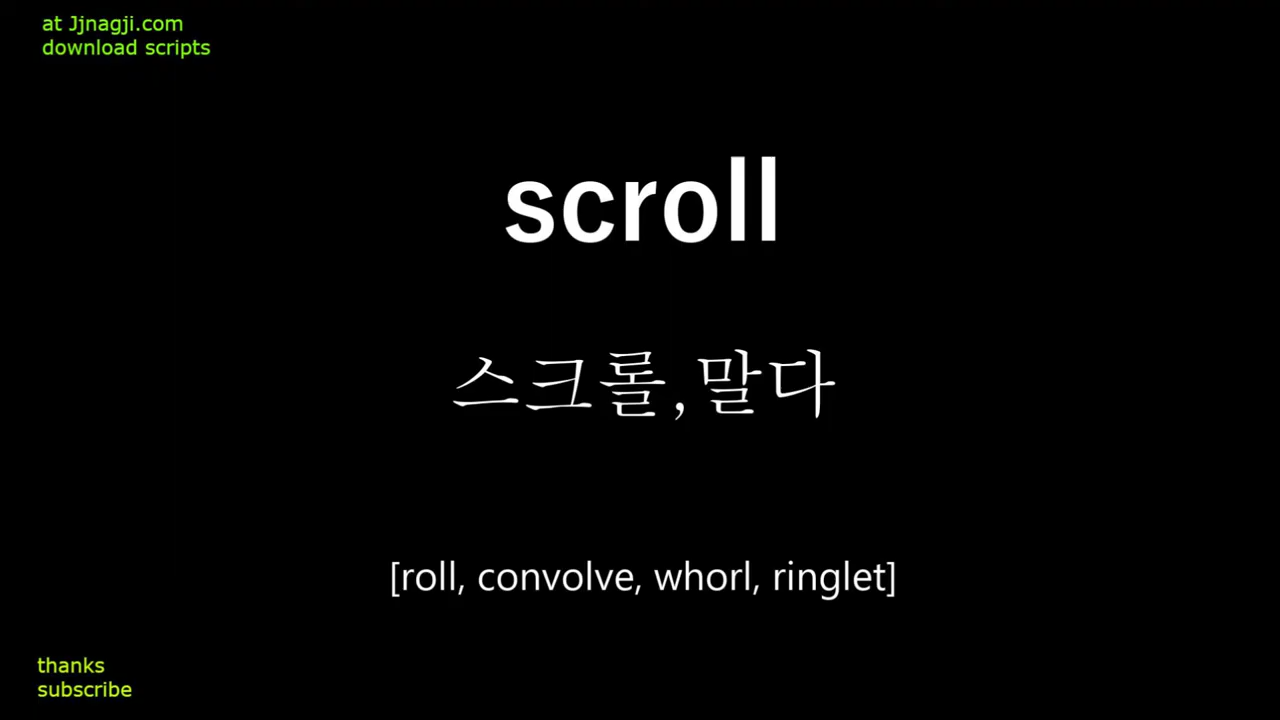 at Jjnagji.com
download scripts
scroll
스크롤,말다
[roll, convolve, whorl, ringlet]
thanks
subscribe